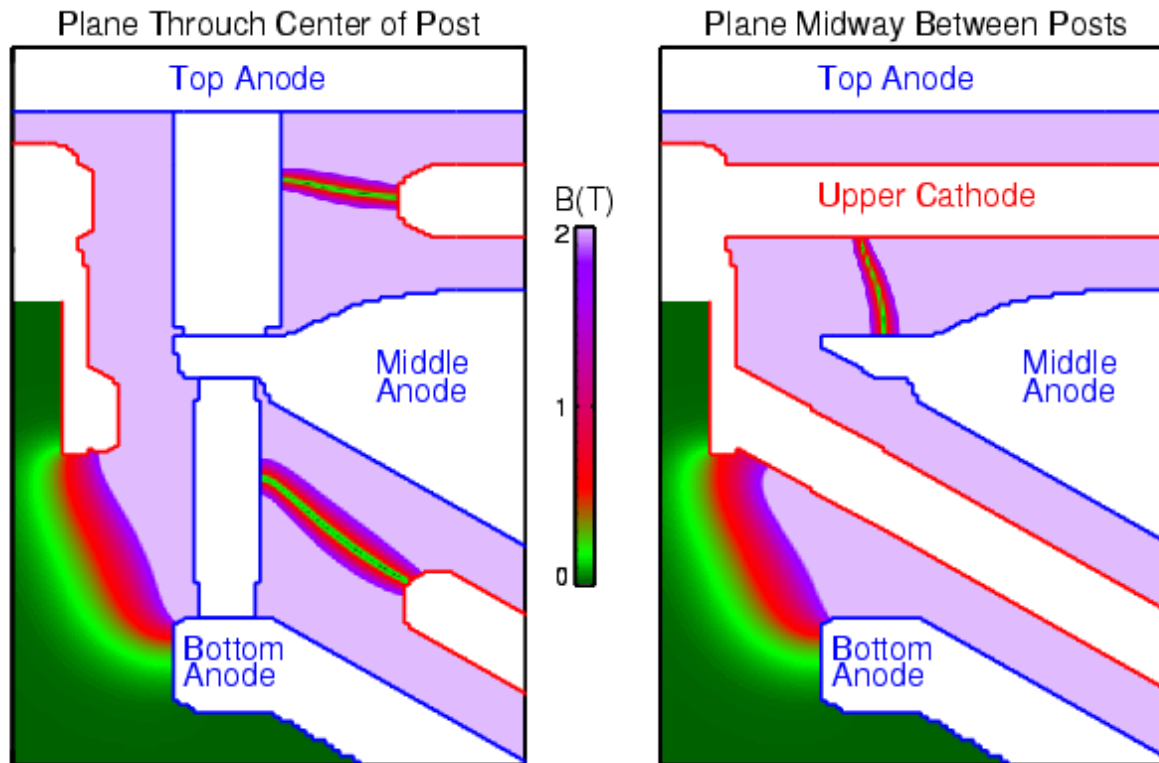 Plane Throuch Center of Post
Top Anode
Middle
Anode
Bottom
Anode
B(T)
2
1
0
Plane Midway Between Posts
Top Anode
Upper Cathode
Middle
Anode
Bottom
Anode